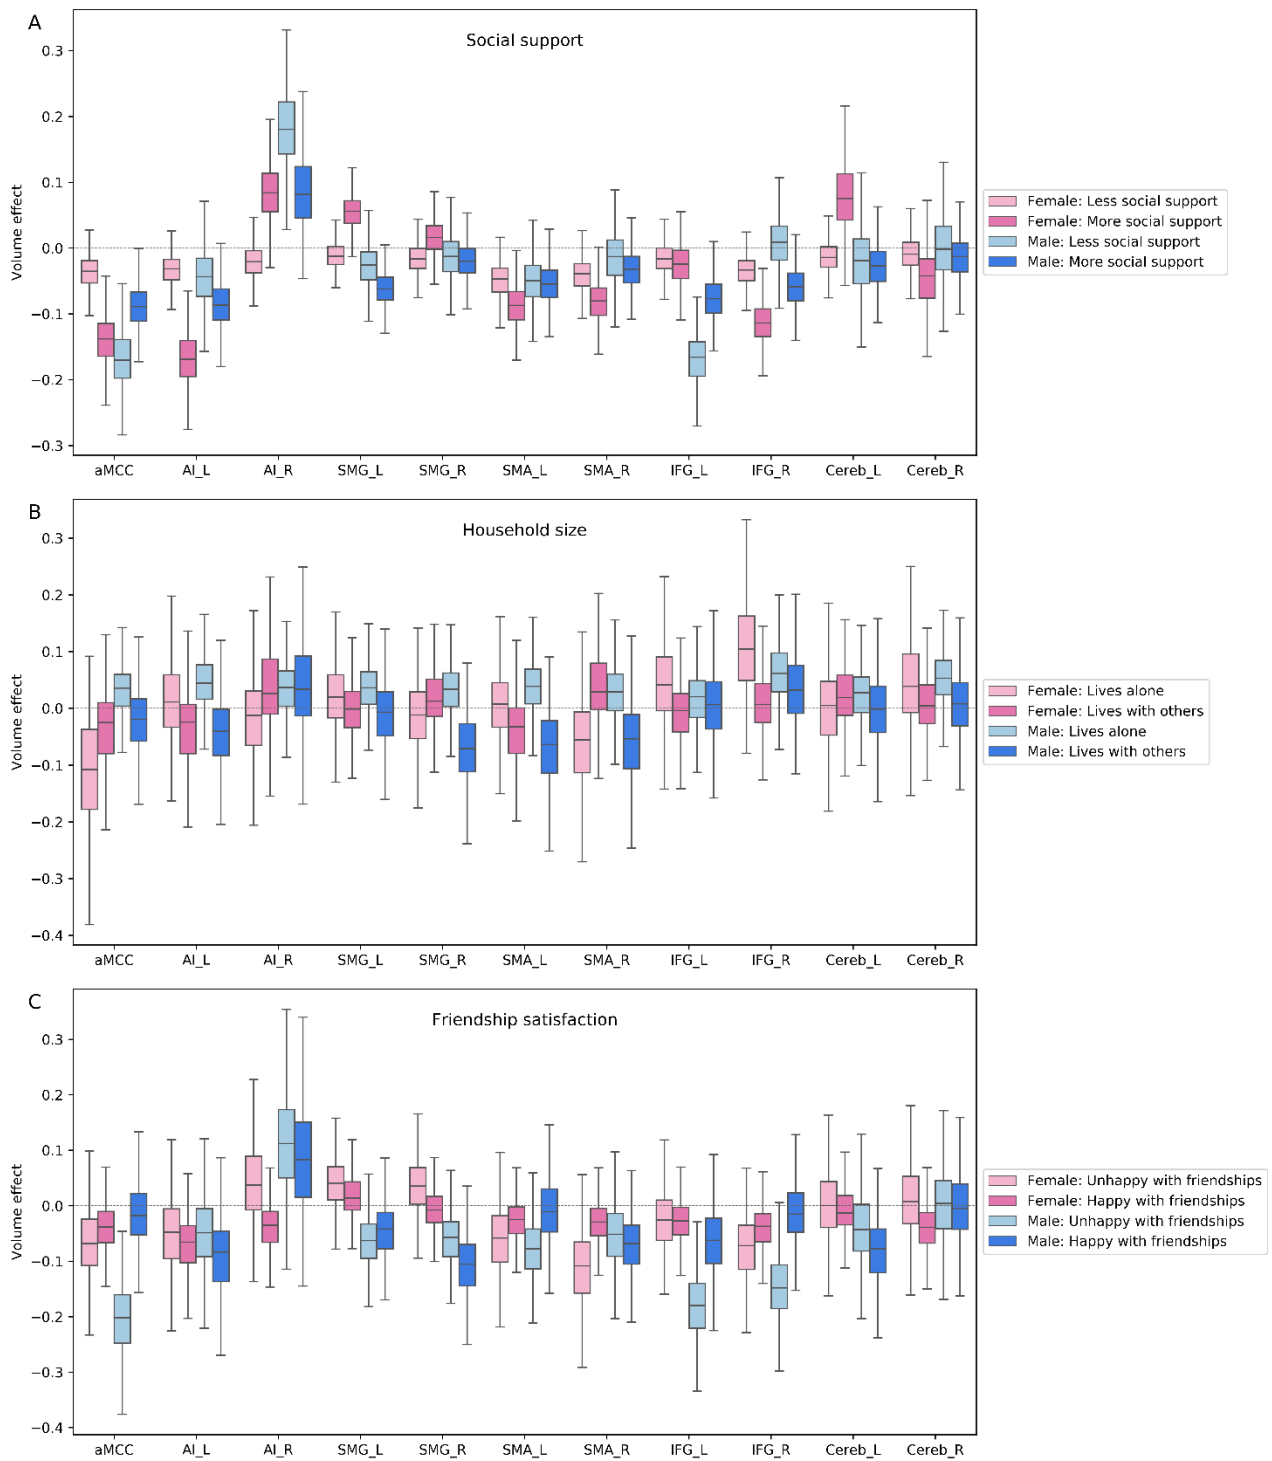 A
Social support
Volume effect
0.3
0.2
0.1
0.0
−0.1
−0.2
−0.3
aMCC AI_L AI_R SMG_L SMG_R SMA_L SMA_R IFG_L IFG_R Cereb_L Cereb_R
Female: Less social support
Female: More social support
Male: Less social support
Male: More social support
B
Household size
Volume effect
0.3
0.2
0.1
0.0
−0.1
−0.2
−0.3
−0.4
aMCC AI_L AI_R SMG_L SMG_R SMA_L SMA_R IFG_L IFG_R Cereb_L Cereb_R
Female: Lives alone
Female: Lives with others
Male: Lives alone
Male: Lives with others
C
Friendship satisfaction
Volume effect
0.3
0.2
0.1
0.0
−0.1
−0.2
−0.3
−0.4
aMCC AI_L AI_R SMG_L SMG_R SMA_L SMA_R IFG_L IFG_R Cereb_L Cereb_R
Female: Unhappy with friendships
Female: Happy with friendships
Male: Unhappy with friendships
Male: Happy with friendships